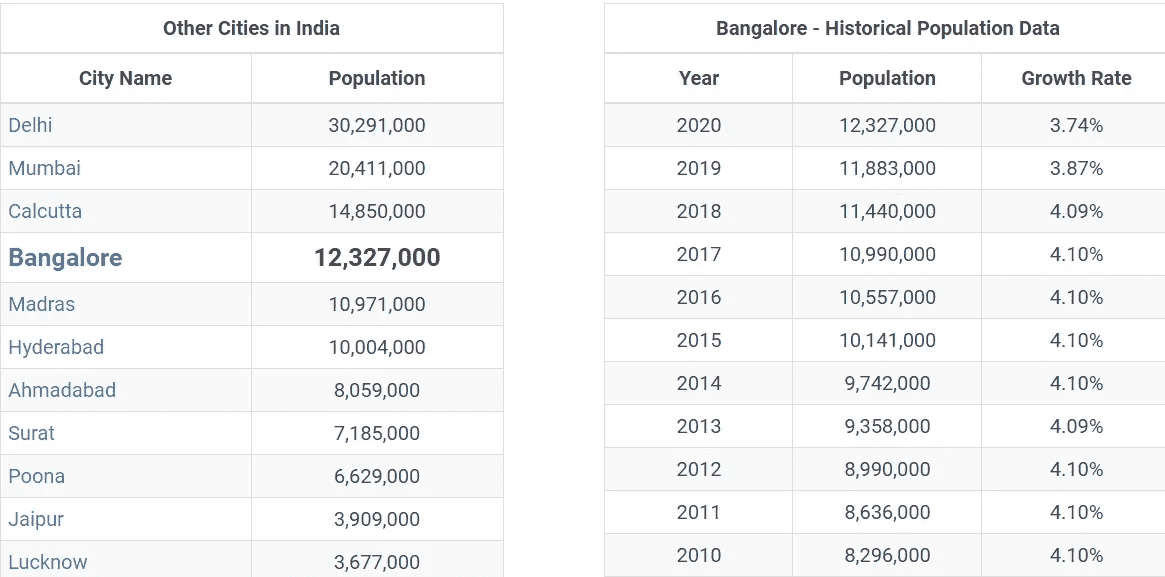 Other Cities in India
City Name Population
Delhi 30,291,000
Mumbai 20,411,000
Calcutta 14,850,000
Bangalore 12,327,000
Madras 10,971,000
Hyderabad 10,004,000
Ahmadabad 8,059,000
Surat 7,185,000
Poona 6,629,000
Jaipur 3,909,000
Lucknow 3,677,000
Bangalore - Historical Population Data
Year Population Growth Rate
2020 12,327,000 3.74%
2019 11,883,000 3.87%
2018 11,440,000 4.09%
2017 10,990,000 4.10%
2016 10,557,000 4.10%
2015 10,141,000 4.10%
2014 9,742,000 4.10%
2013 9,358,000 4.09%
2012 8,990,000 4.10%
2011 8,636,000 4.10%
2010 8,296,000 4.10%